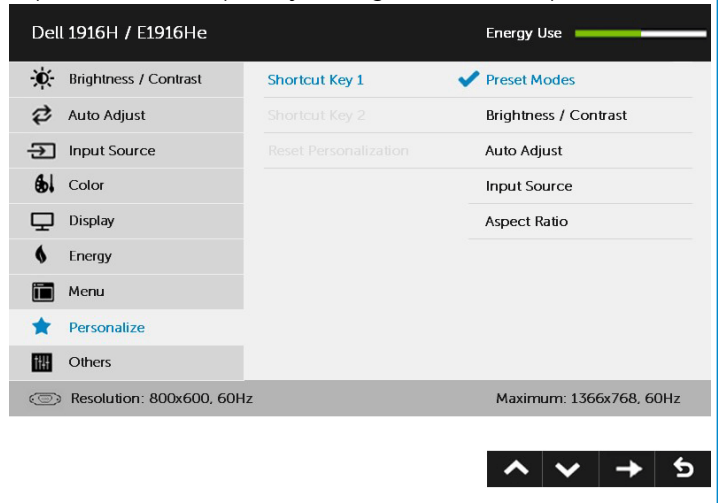 Dell 1916H / E1916He
Energy Use
Brightness / Contrast
Shortcut Key 1
Preset Modes
Auto Adjust
Shortcut Key 2
Brightness / Contrast
Input Source
Reset Personalization
Auto Adjust
Color
Input Source
Display
Aspect Ratio
Energy
Menu
Personalize
Others
Resolution: 800x600, 60Hz
Maximum: 1366x768, 60Hz